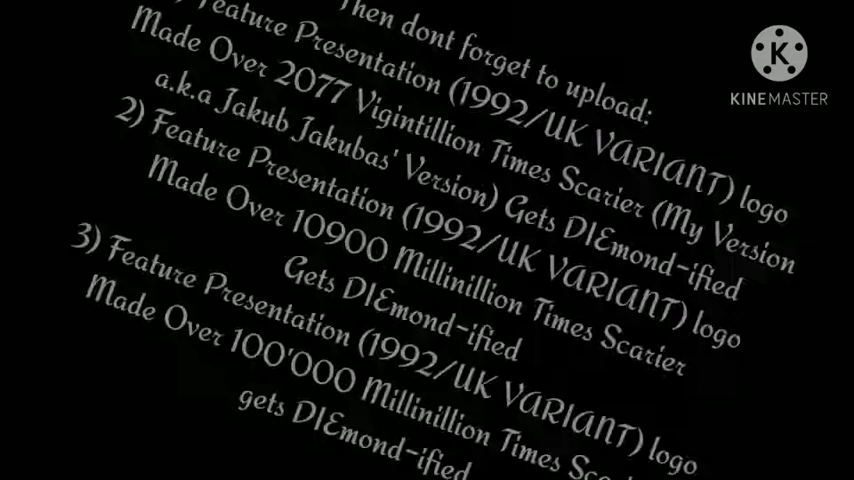 Then dont forget to upload:
) Feature Presentation (1992/UK VARIANT) logo
Made Over 2077 Vigintillion Times Scarier (My Version
a.k.a Jakub Jakubas' Version) Gets DIEmond-ified
2) Feature Presentation (1992/UK VARIANT) logo
Made Over 10900 Millinillion Times Scarier
Gets DIEmond-ified
3) Feature Presentation (1992/UK VARIANT) logo
Made Over 100'000 Millinillion Times
gets DIEmond-ified
KINEMASTER